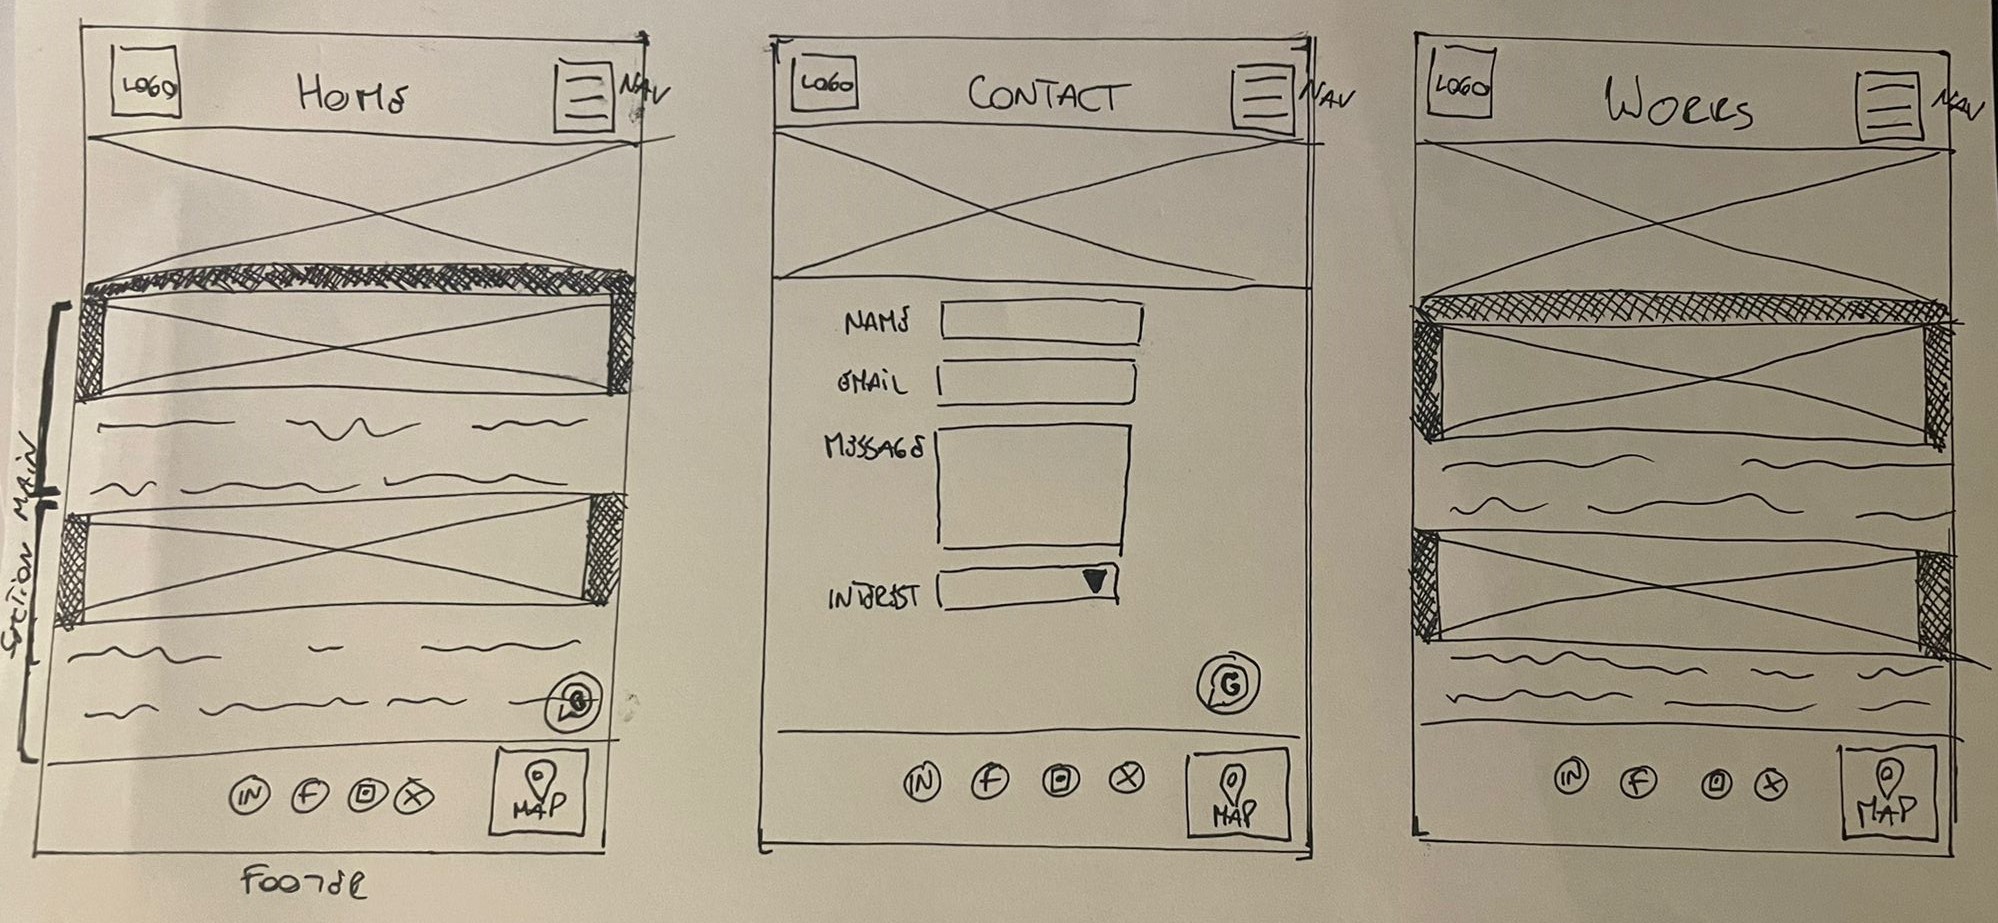 LOGO
HOME
NAV
SECTION MAIN
IN
F
X
MAP
FOOTER
LOGO
CONTACT
NAV
NAME
EMAIL
MESSAGE
INTEREST
G
IN
F
X
MAP
LOGO
WORKS
NAV
IN
F
X
MAP